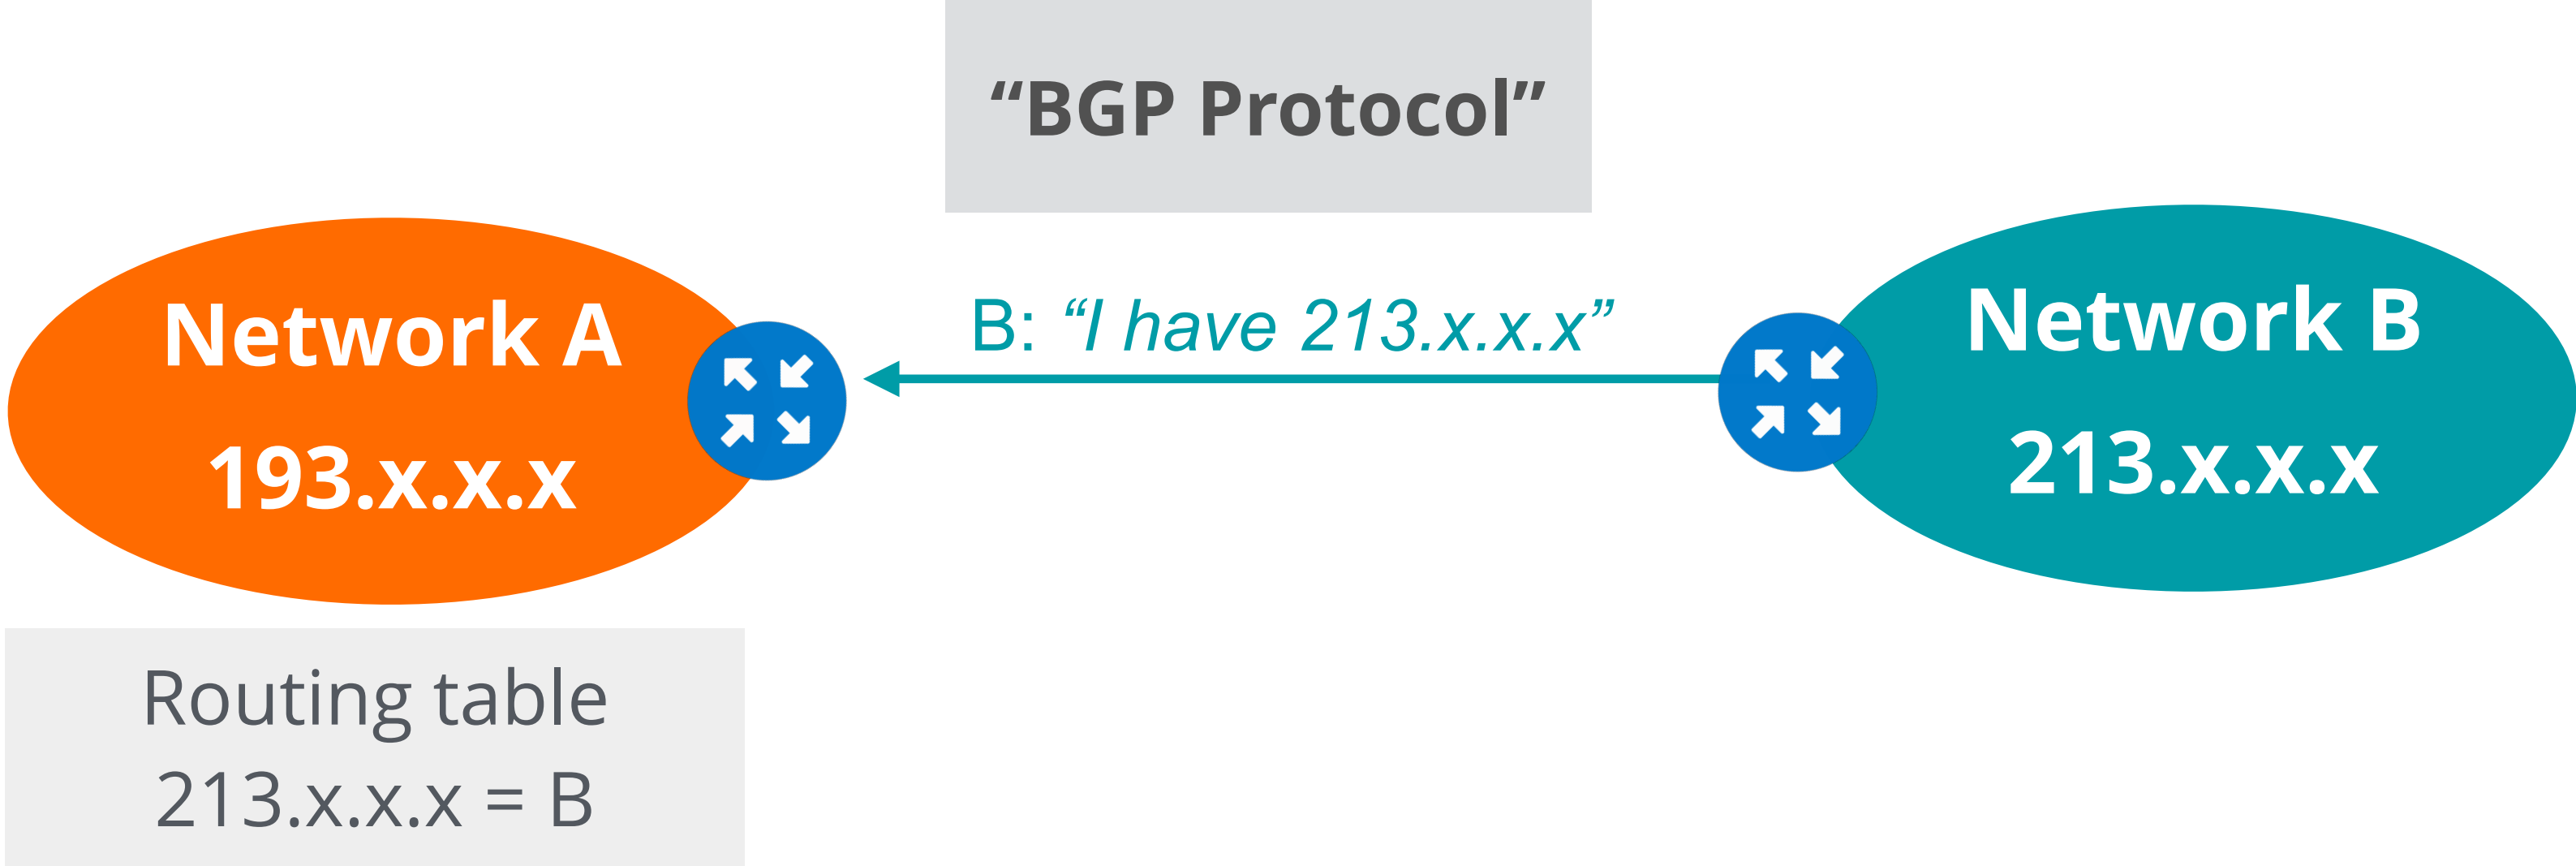 “BGP Protocol”
Network A
193.x.x.x
B: “I have 213.x.x.x”
Network B
213.x.x.x
Routing table
213.x.x.x = B